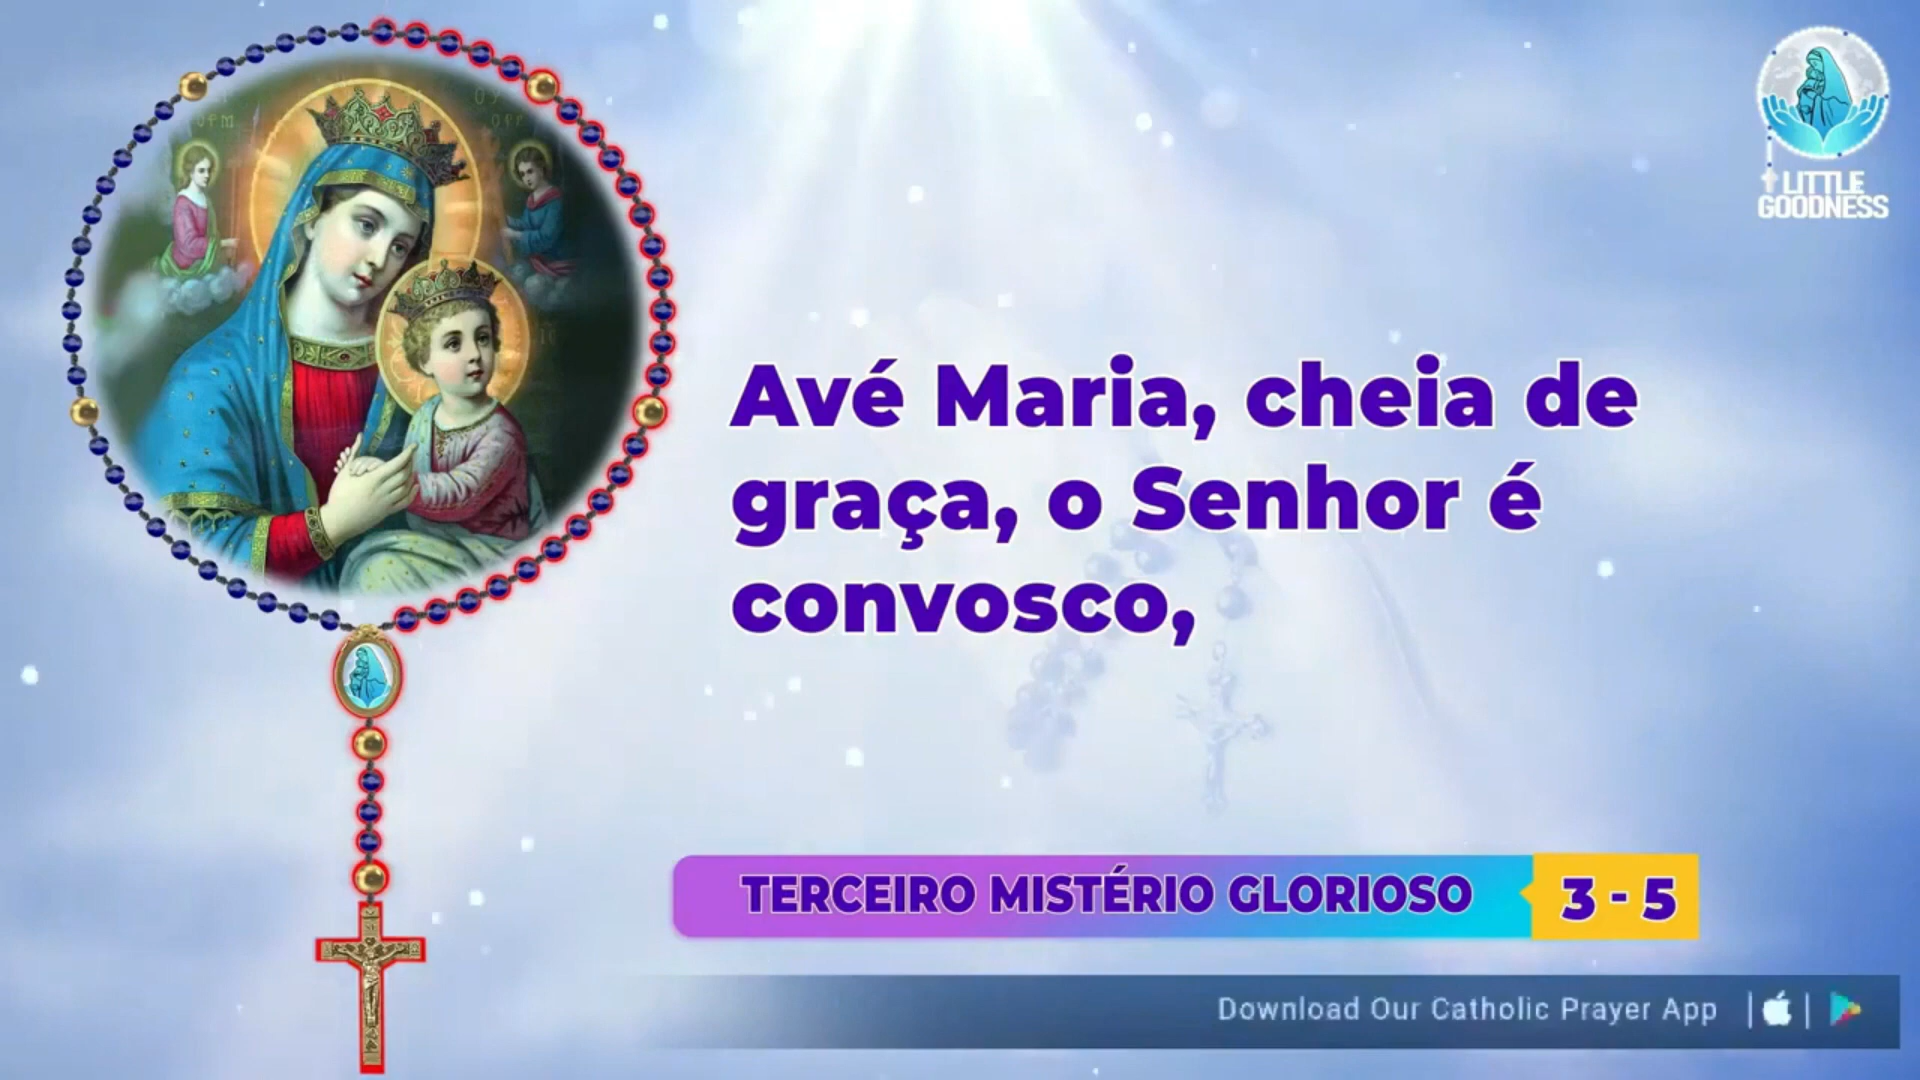 LITTLE
GOODNESS
Avé Maria, cheia de
graça, o Senhor é
convosco,
TERCEIRO MISTÉRIO GLORIOSO
3 - 5
Download Our Catholic Prayer App